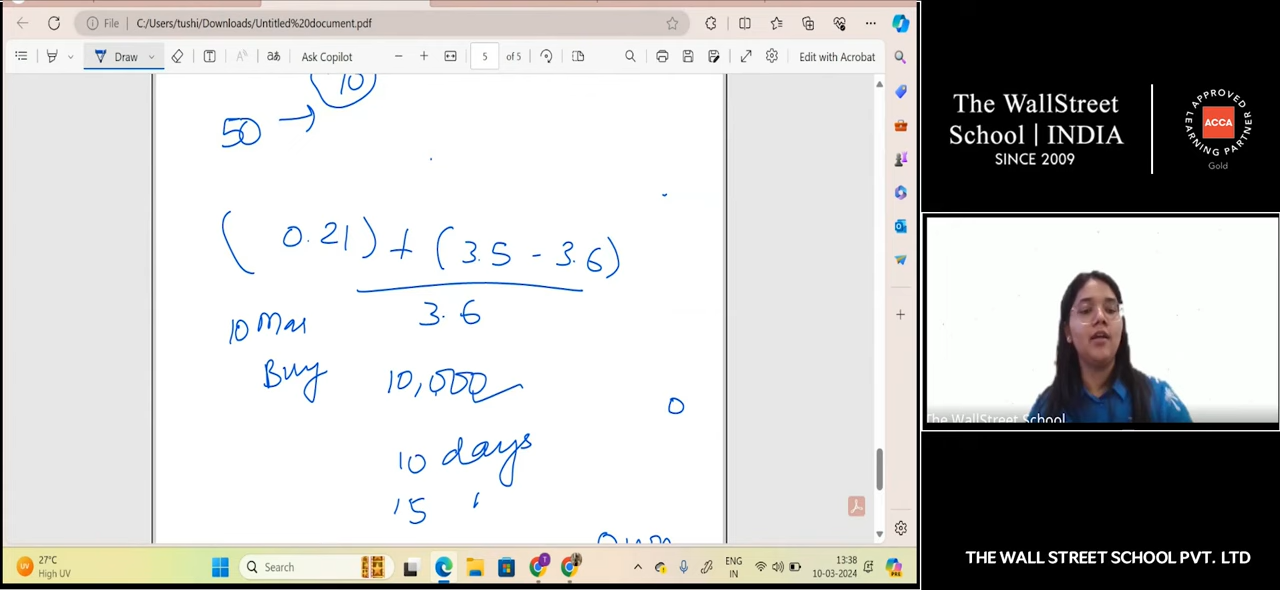 File | C:/Users/tushi/Downloads/Untitled%20document.pdf
Draw
Ask Copilot
5 of 5
Edit with Acrobat
10
50 →
( 0.21) + (3.5 - 3.6)
3.6
10 Mar
Buy 10,000
0
10 days
15 "
The WallStreet
School | INDIA
SINCE 2009
APPROVED
LEARNING PARTNER
ACCA
Gold
The WallStreet School
THE WALL STREET SCHOOL PVT. LTD
27°C
High UV
Search
ENG
IN
13:38
10-03-2024